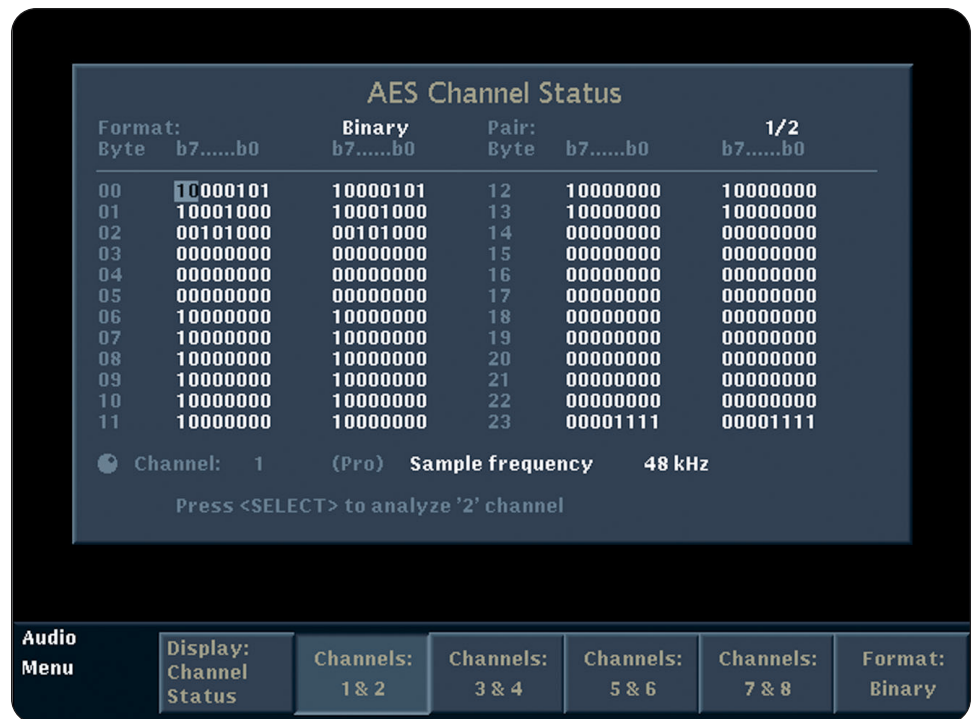 AES Channel Status
Format: Binary Pair: 1/2
Byte b7......b0 b7......b0 Byte b7......b0 b7......b0
00 10000101 10000101 12 10000000 10000000
01 10001000 10001000 13 10000000 10000000
02 00101000 00101000 14 00000000 00000000
03 00000000 00000000 15 00000000 00000000
04 00000000 00000000 16 00000000 00000000
05 00000000 00000000 17 00000000 00000000
06 10000000 10000000 18 00000000 00000000
07 10000000 10000000 19 00000000 00000000
08 10000000 10000000 20 00000000 00000000
09 10000000 10000000 21 00000000 00000000
10 10000000 10000000 22 00000000 00000000
11 10000000 10000000 23 00001111 00001111
Channel: 1 (Pro) Sample frequency 48 kHz
Press <SELECT> to analyze '2' channel
Audio
Menu
Display:
Channel
Status
Channels:
1 & 2
Channels:
3 & 4
Channels:
5 & 6
Channels:
7 & 8
Format:
Binary